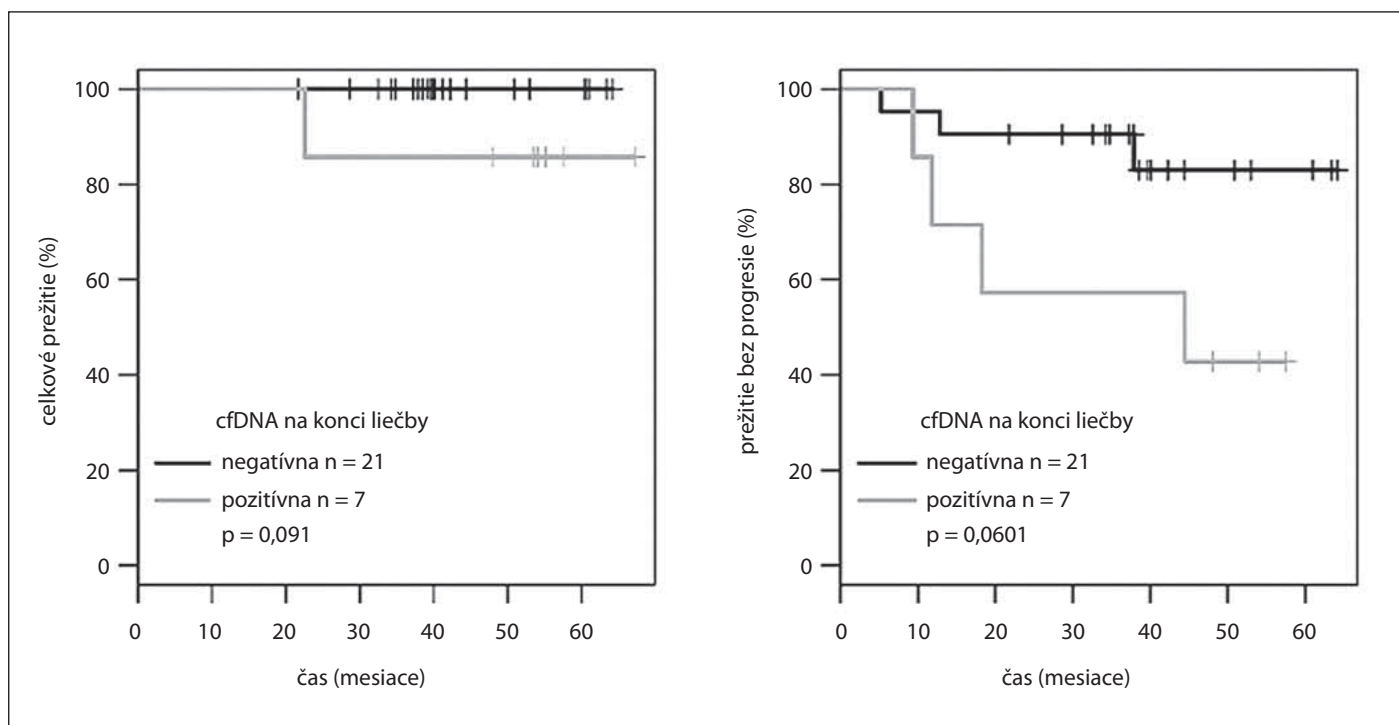 celkové prežitie (%)
100
80
60
40
20
0
cfDNA na konci liečby
negatívna n = 21
pozitívna n = 7
p = 0,091
0 10 20 30 40 50 60
čas (mesiace)
prežitie bez progresie (%)
100
80
60
40
20
0
cfDNA na konci liečby
negatívna n = 21
pozitívna n = 7
p = 0,0601
0 10 20 30 40 50 60
čas (mesiace)